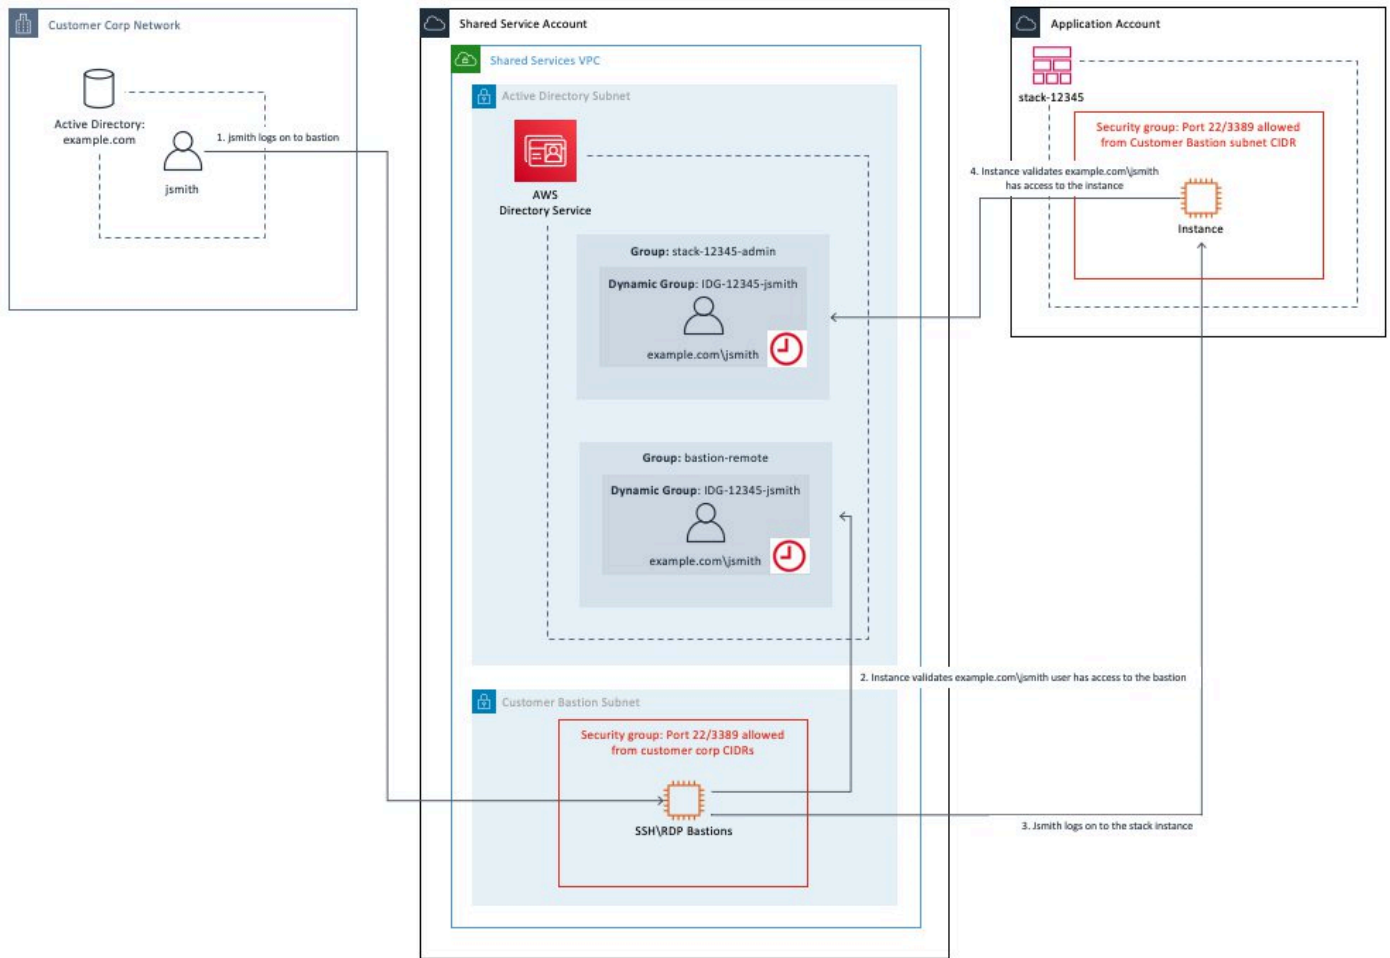 Customer Corp Network
Active Directory:
example.com
jsmith
1. jsmith logs on to bastion
Shared Service Account
Shared Services VPC
Active Directory Subnet
AWS
Directory Service
Group: stack-12345-admin
Dynamic Group: IDG-12345-jsmith
example.com\jsmith
Group: bastion-remote
Dynamic Group: IDG-12345-jsmith
example.com\jsmith
2. Instance validates example.com\jsmith user has access to the bastion
Customer Bastion Subnet
Security group: Port 22/3389 allowed
from customer corp CIDRs
SSH\RDP Bastions
3. Jsmith logs on to the stack instance
Application Account
stack-12345
Security group: Port 22/3389 allowed
from Customer Bastion subnet CIDR
4. Instance validates example.com\jsmith
has access to the instance
Instance